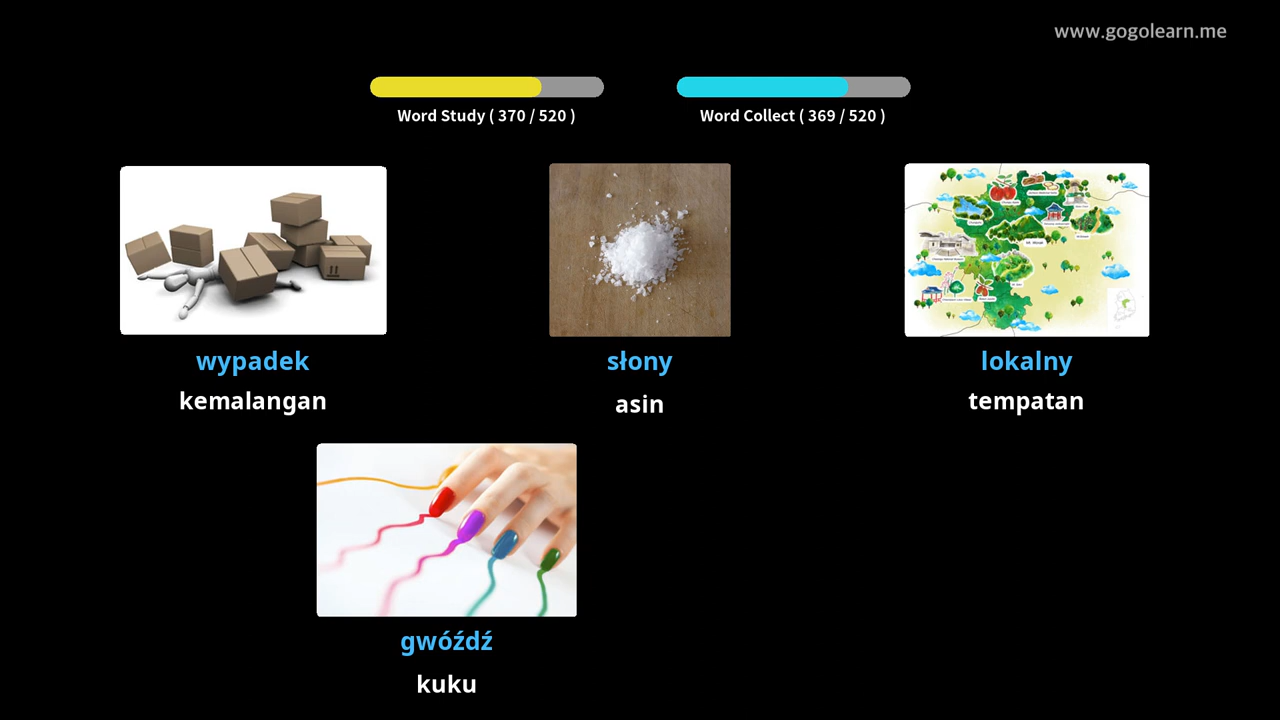 www.gogolearn.me
Word Study ( 370 / 520 )
Word Collect ( 369 / 520 )
wypadek
kemalangan
słony
asin
lokalny
tempatan
gwóźdź
kuku